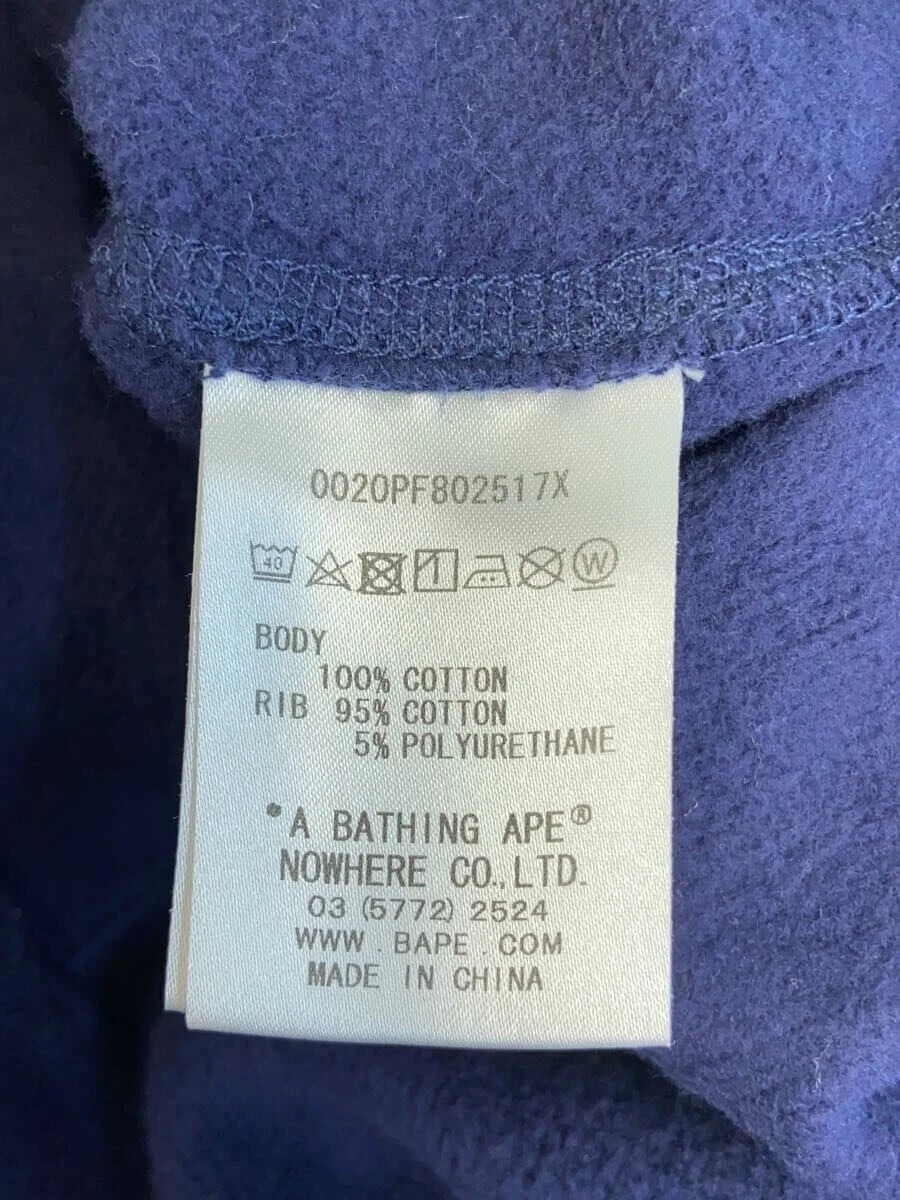 0020PF802517X
40 W
BODY
100% COTTON
RIB 95% COTTON
5% POLYURETHANE
*A BATHING APE®
NOWHERE CO.,LTD.
03 (5772) 2524
WWW.BAPE.COM
MADE IN CHINA